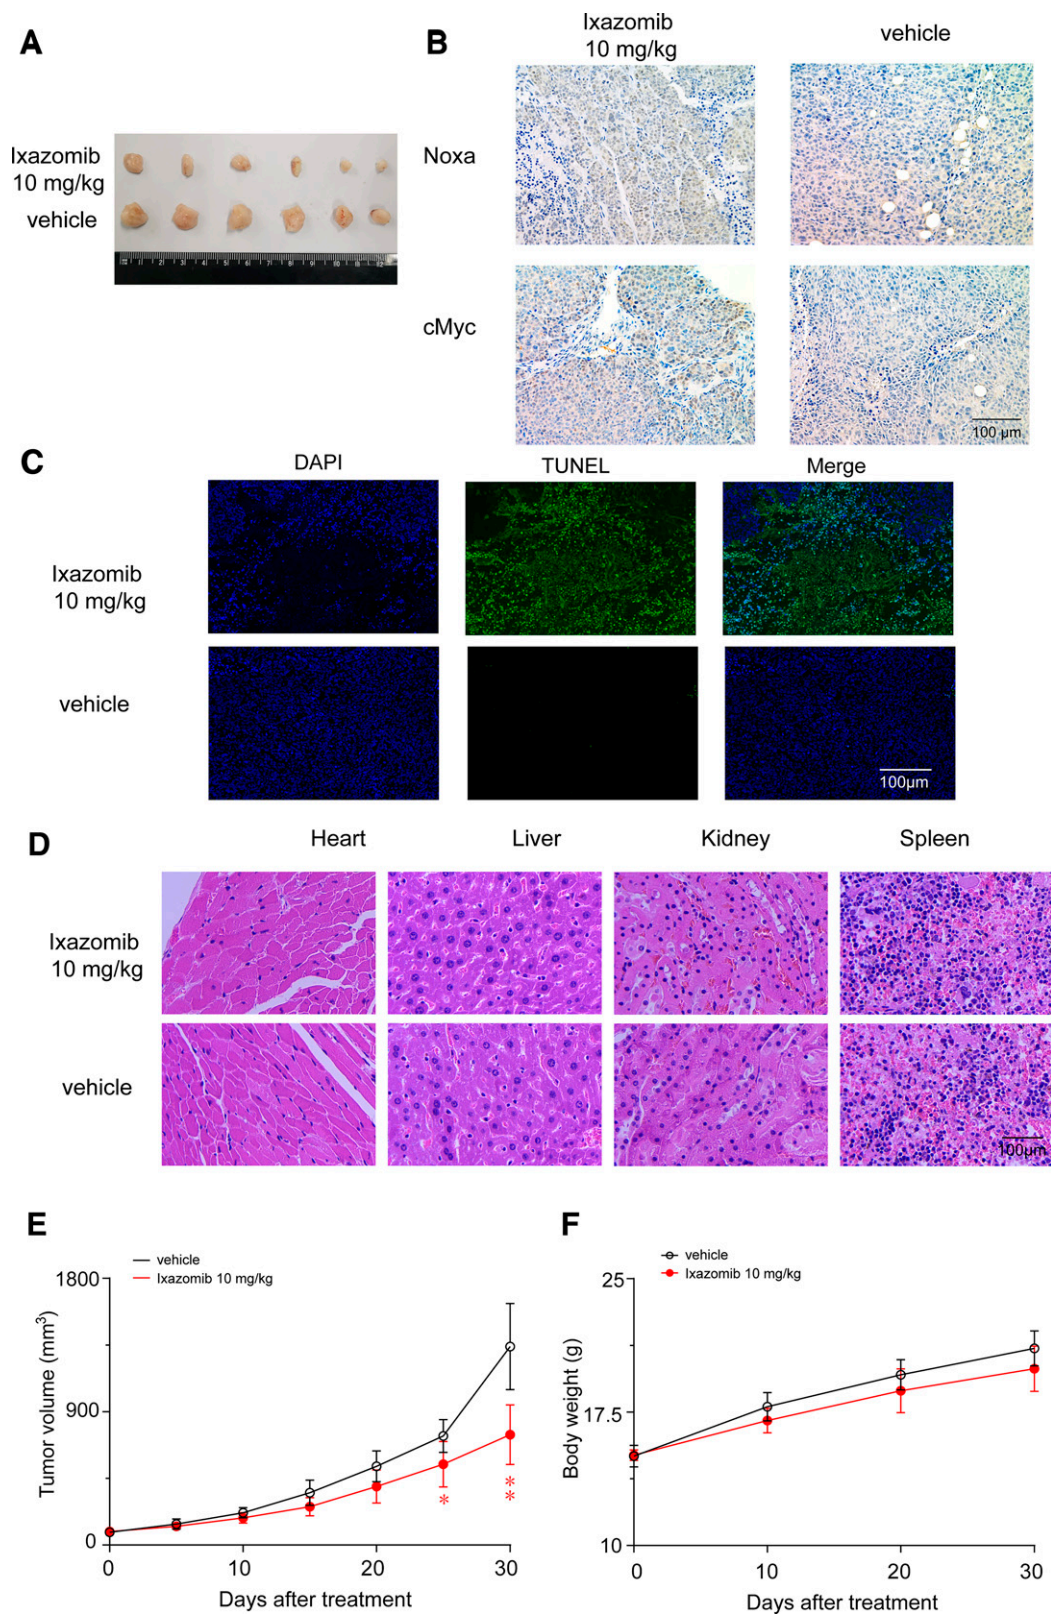 A
Ixazomib
10 mg/kg
vehicle
B
Ixazomib
10 mg/kg
vehicle
Noxa
cMyc
100 µm
C
DAPI
TUNEL
Merge
Ixazomib
10 mg/kg
vehicle
100µm
D
Heart
Liver
Kidney
Spleen
Ixazomib
10 mg/kg
vehicle
100µm
E
vehicle
Ixazomib 10 mg/kg
1800
900
0
Tumor volume (mm³)
*
**
0
10
20
30
Days after treatment
F
vehicle
Ixazomib 10 mg/kg
25
17.5
10
Body weight (g)
0
10
20
30
Days after treatment